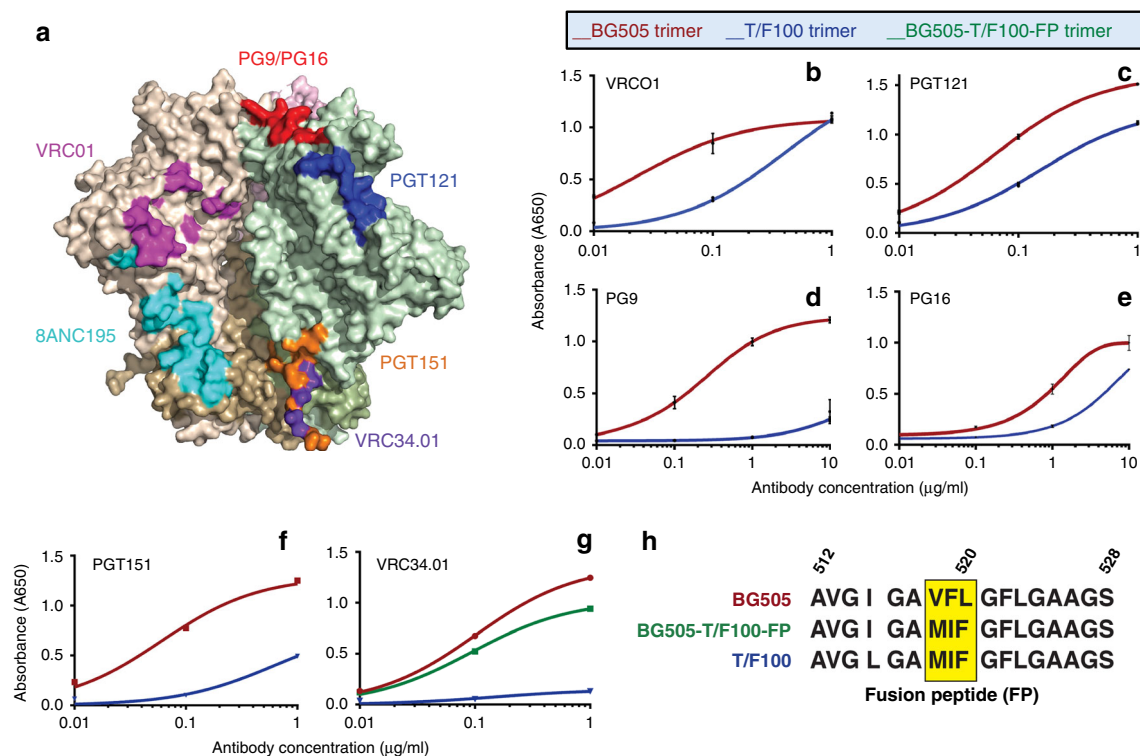 a
PG9/PG16
VRC01
PGT121
8ANC195
PGT151
VRC34.01
__BG505 trimer __T/F100 trimer __BG505-T/F100-FP trimer
b
VRCO1
1.5
1.0
0.5
0.0
0.01 0.1 1
c
PGT121
1.5
1.0
0.5
0.0
0.01 0.1 1
Absorbance (A650)
d
PG9
1.5
1.0
0.5
0.0
0.01 0.1 1 10
e
PG16
1.5
1.0
0.5
0.0
0.01 0.1 1 10
Antibody concentration (μg/ml)
f
PGT151
1.5
1.0
0.5
0.0
0.01 0.1 1
Absorbance (A650)
g
VRC34.01
1.5
1.0
0.5
0.0
0.01 0.1 1
Antibody concentration (μg/ml)
h
512 520 528
BG505 AVG I GA VFL GFLGAAGS
BG505-T/F100-FP AVG I GA MIF GFLGAAGS
T/F100 AVG L GA MIF GFLGAAGS
Fusion peptide (FP)